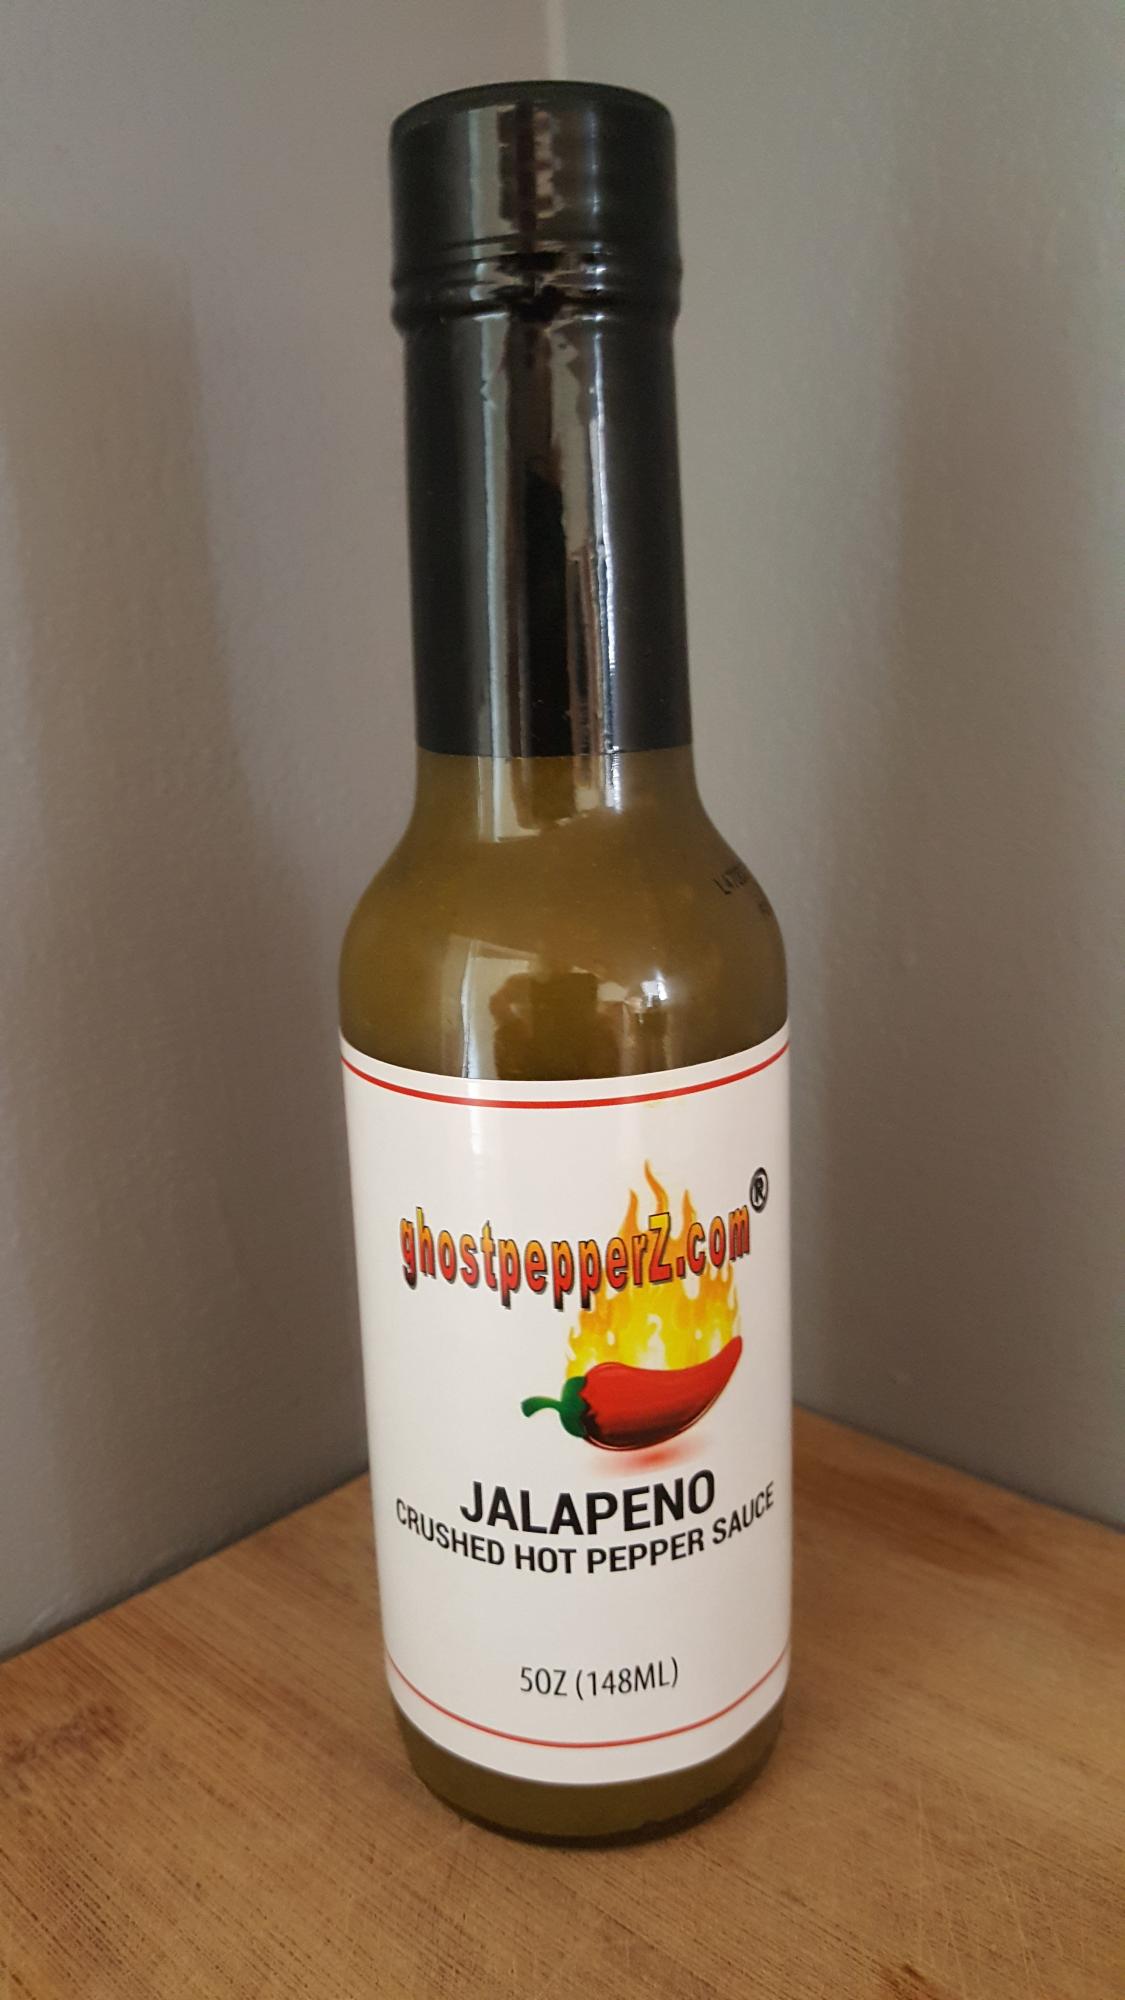 ghostpepperZ.com®
JALAPENO
CRUSHED HOT PEPPER SAUCE
5OZ (148ML)